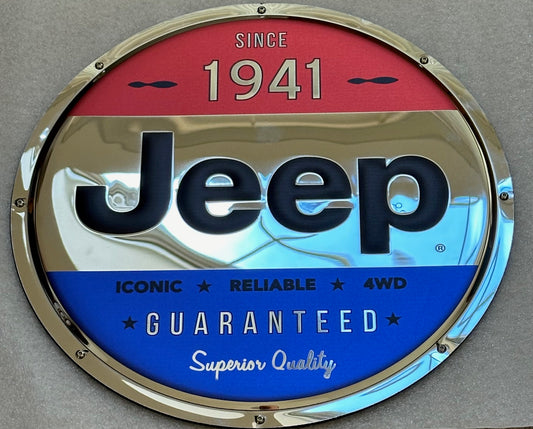 SINCE
1941
Jeep®
ICONIC ★ RELIABLE ★ 4WD
★ GUARANTEED ★
Superior Quality